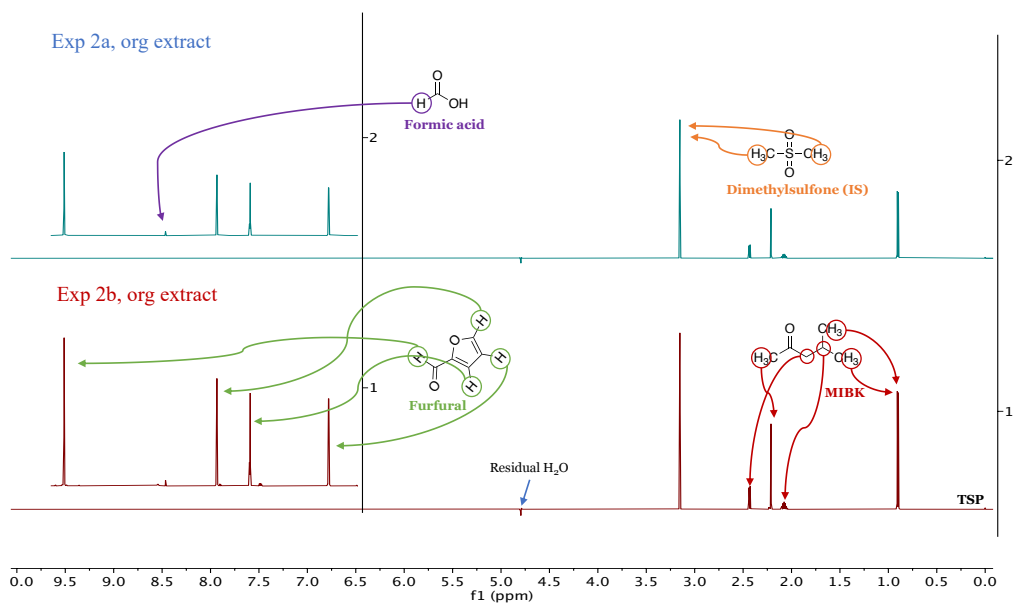 Exp 2a, org extract
O
H
OH
Formic acid
2
O
H₃C S CH₃
O
Dimethylsulfone (IS)
2
Exp 2b, org extract
H
O
H
H
H
O
Furfural
1
O
CH₃
H₃C
CH₃
MIBK
1
Residual H₂O
TSP
0.0 9.5 9.0 8.5 8.0 7.5 7.0 6.5 6.0 5.5 5.0 4.5 4.0 3.5 3.0 2.5 2.0 1.5 1.0 0.5 0.0
f1 (ppm)